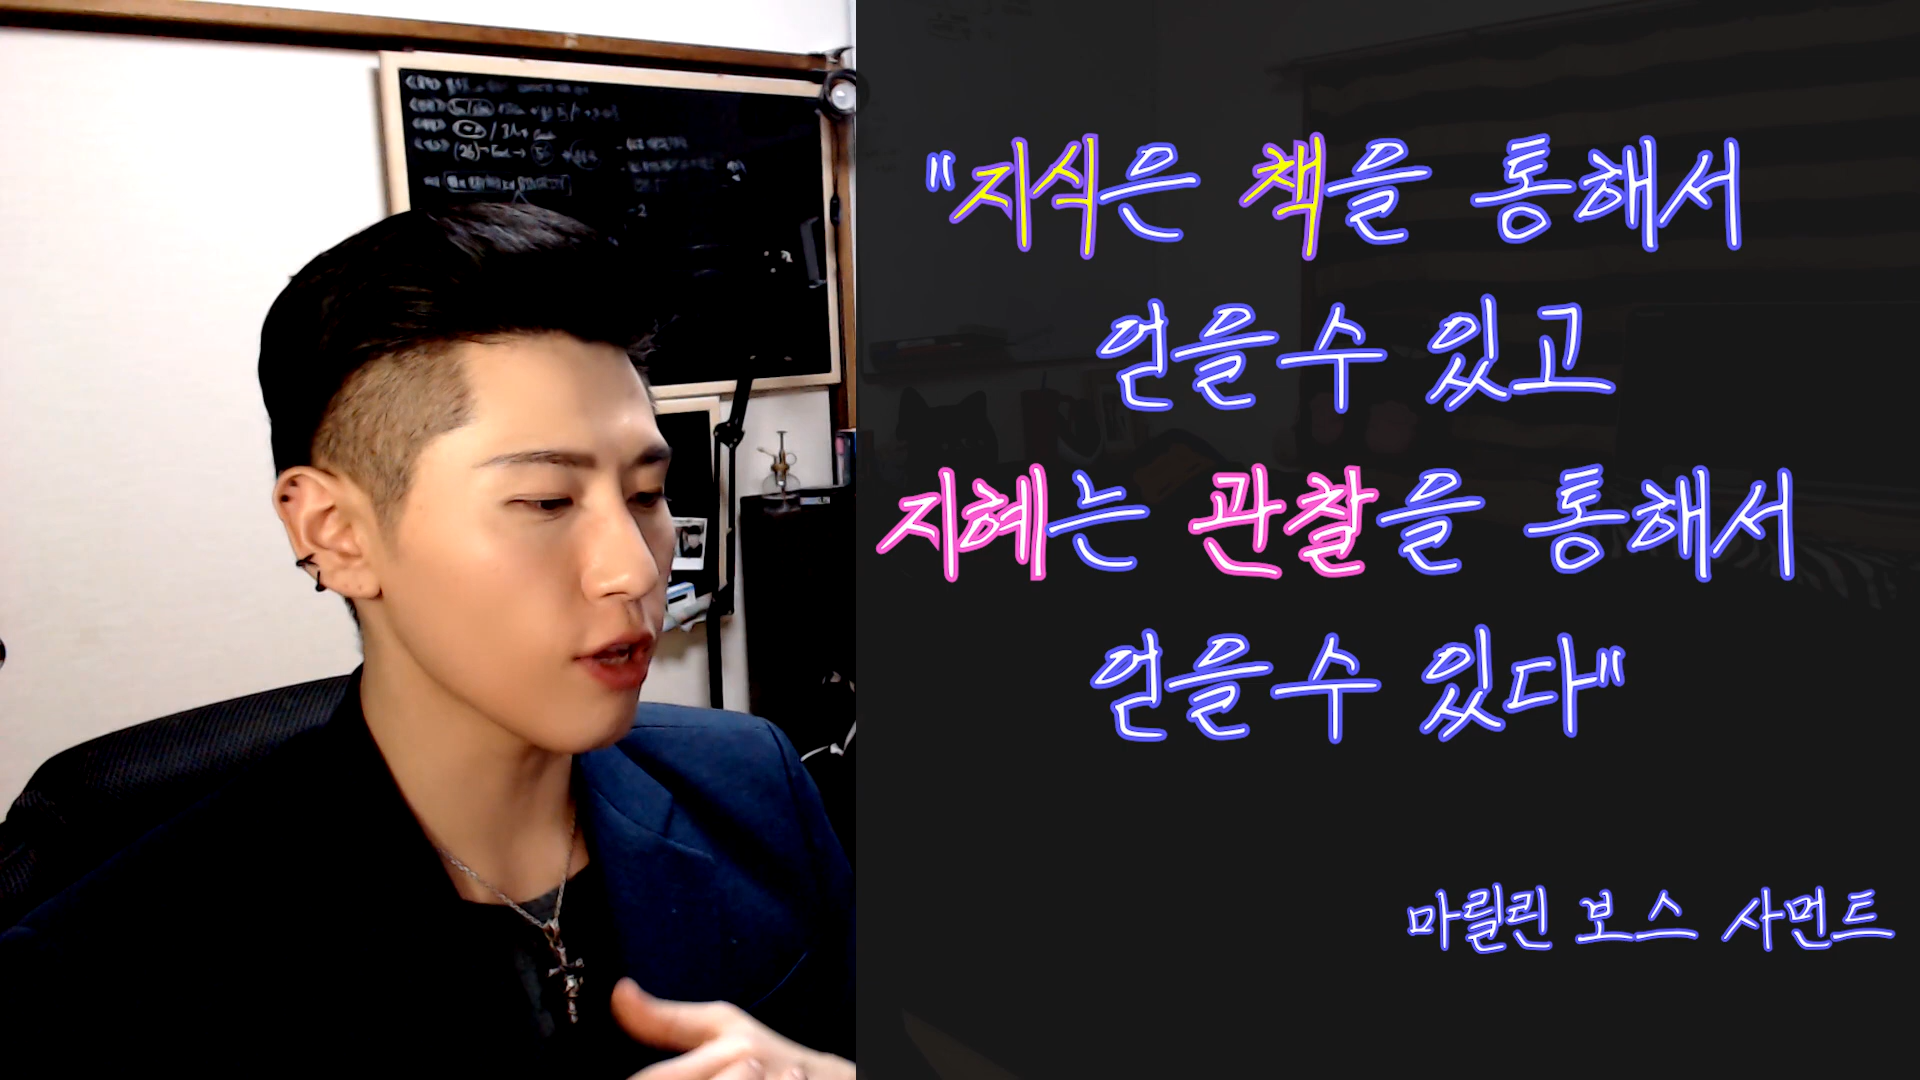 "지식은 책을 통해서
얻을 수 있고
지혜는 관찰을 통해서
얻을 수 있다"
마릴린 보스 사먼트